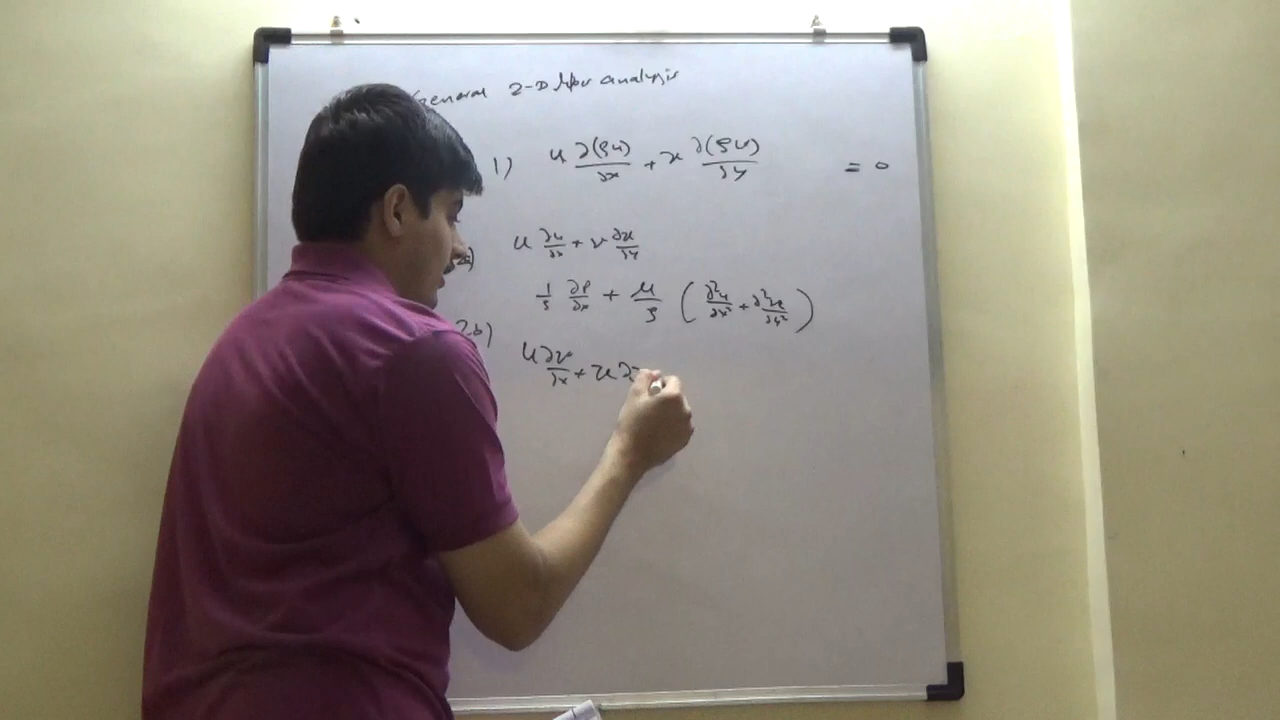 General 2-D flow analysis
1) u ∂(ρu)/∂x + v ∂(ρv)/∂y = 0
2a) u ∂u/∂x + v ∂u/∂y
1/ρ ∂P/∂x + μ/ρ (∂²u/∂x² + ∂²u/∂y²)
2b) u ∂v/∂x + v ∂